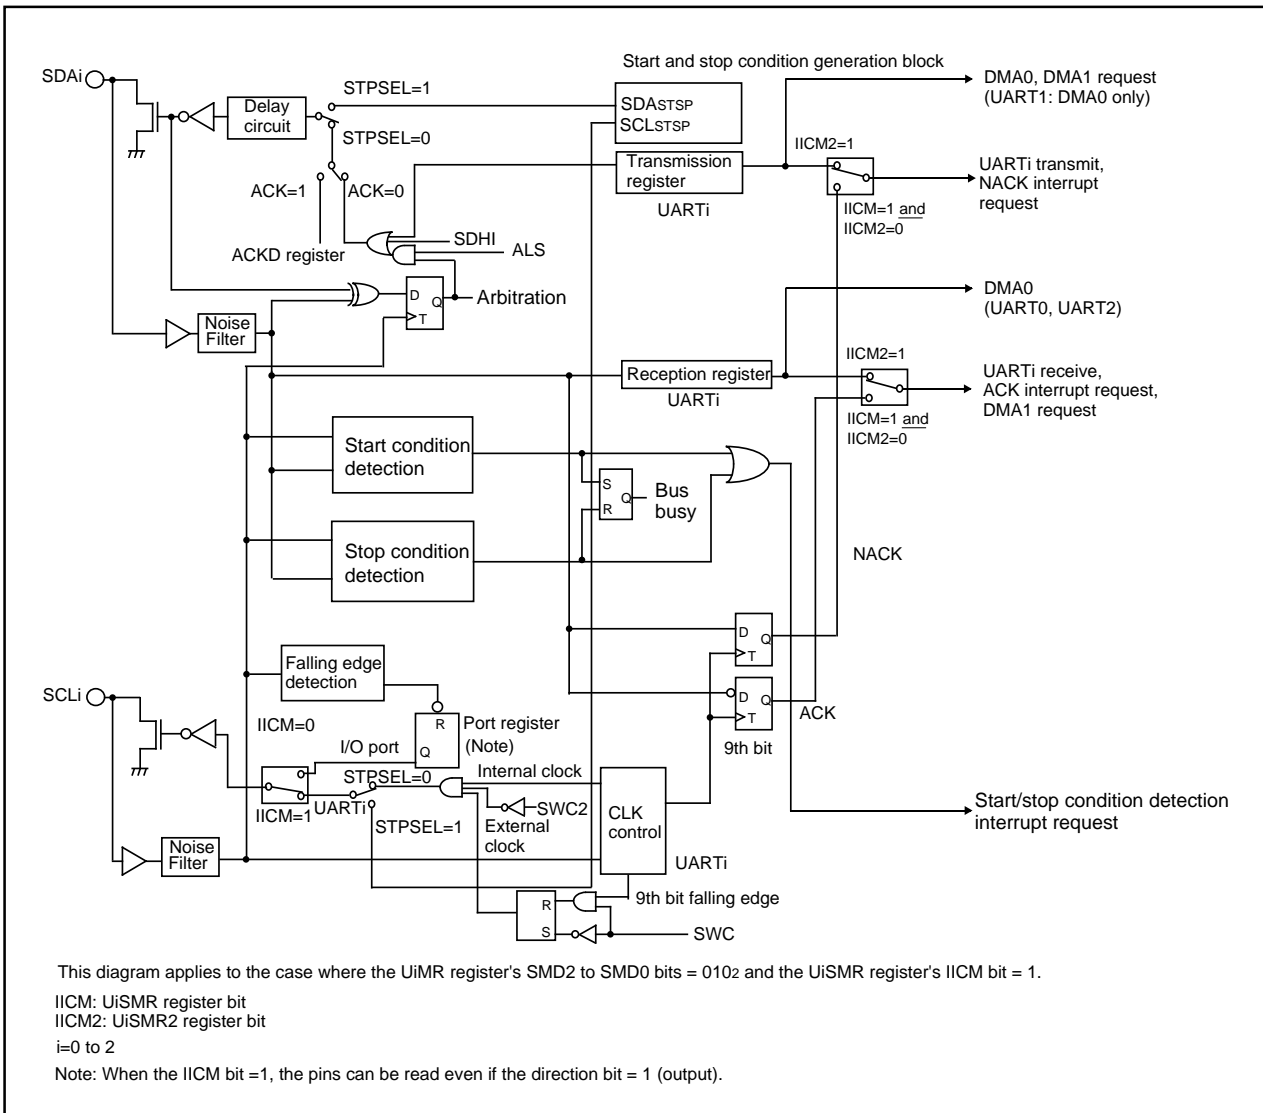 Start and stop condition generation block
SDAi
STPSEL=1
DMA0, DMA1 request
(UART1: DMA0 only)
Delay
circuit
SDASTSP
SCLSTSP
STPSEL=0
IICM2=1
Transmission
register
UARTi transmit,
NACK interrupt
request
ACK=1
ACK=0
UARTi
IICM=1 and
IICM2=0
SDHI
ALS
ACKD register
D
Q
T
Arbitration
DMA0
(UART0, UART2)
Noise
Filter
IICM2=1
Reception register
UARTi
UARTi receive,
ACK interrupt request,
DMA1 request
IICM=1 and
IICM2=0
Start condition
detection
S
R
Q
Bus
busy
Stop condition
detection
NACK
D
Q
T
Falling edge
detection
D
Q
T
ACK
9th bit
SCLi
IICM=0
R
Q
Port register
(Note)
I/O port
Internal clock
STPSEL=0
IICM=1
UARTi
STPSEL=1
SWC2
External
clock
CLK
control
UARTi
Start/stop condition detection
interrupt request
Noise
Filter
9th bit falling edge
R
S
SWC
This diagram applies to the case where the UiMR register's SMD2 to SMD0 bits = 0102 and the UiSMR register's IICM bit = 1.
IICM: UiSMR register bit
IICM2: UiSMR2 register bit
i=0 to 2
Note: When the IICM bit =1, the pins can be read even if the direction bit = 1 (output).